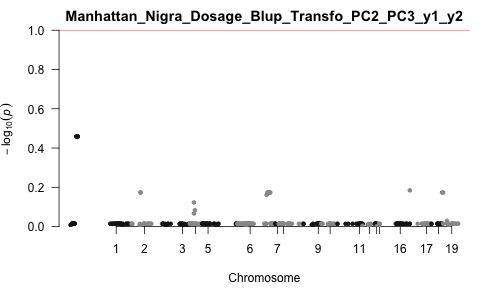 Manhattan_Nigra_Dosage_Blup_Transfo_PC2_PC3_y1_y2
1.0
0.8
0.6
0.4
0.2
0.0
− log₁₀(p)
1 2 3 5 6 7 9 11 16 17 19
Chromosome